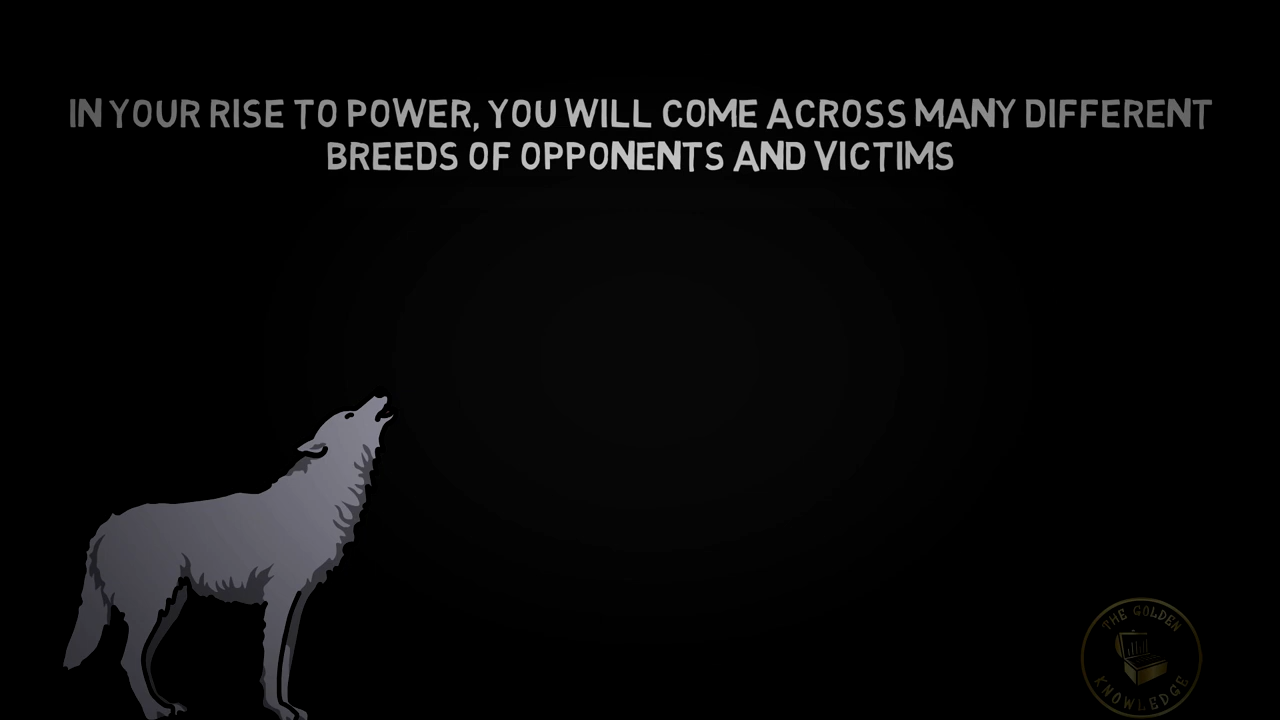 IN YOUR RISE TO POWER, YOU WILL COME ACROSS MANY DIFFERENT
BREEDS OF OPPONENTS AND VICTIMS
THE GOLDEN
KNOWLEDGE